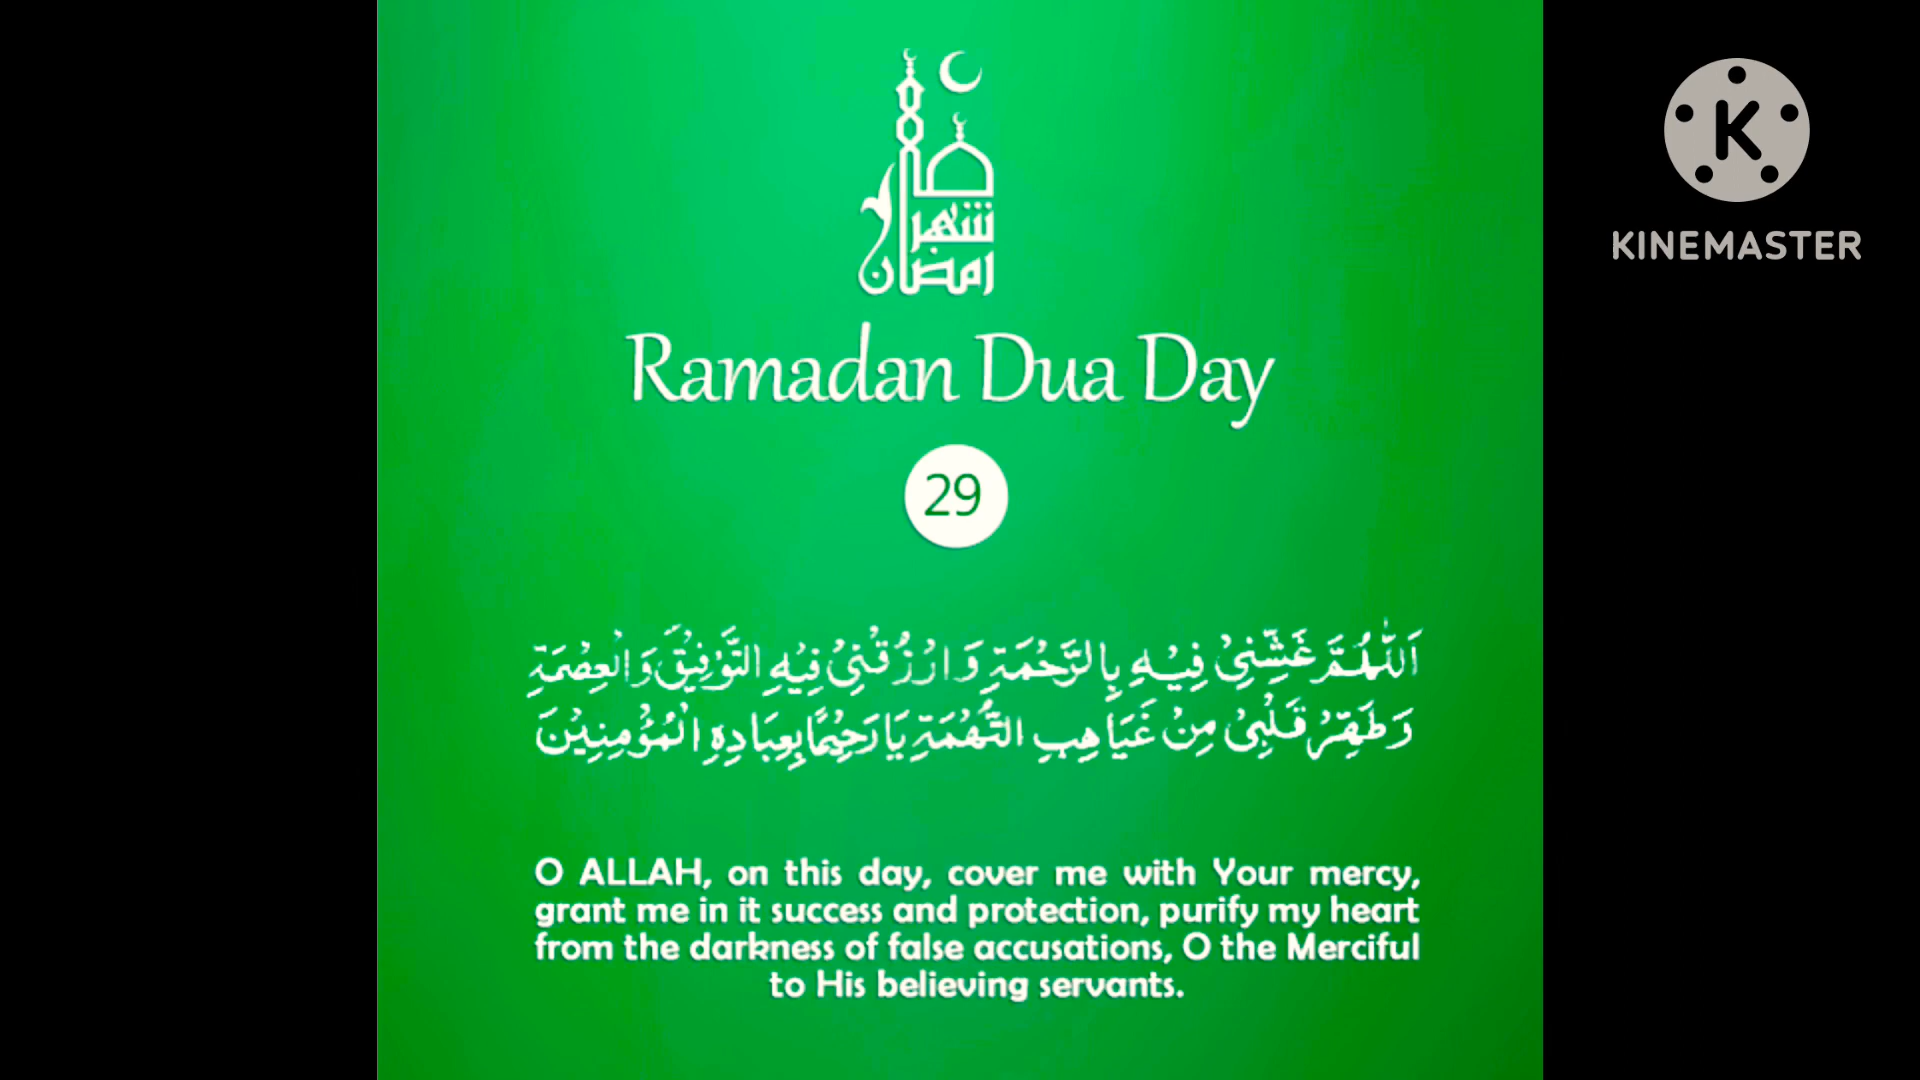 شهر
رمضان
Ramadan Dua Day
29
اَللّٰهُمَّ غَشِّنِيْ فِيْهِ بِالرَّحْمَةِ وَارْزُقْنِيْ فِيْهِ التَّوْفِيْقَ وَالْعِصْمَةِ
وَطَهِّرْ قَلْبِيْ مِنْ غَيَاهِبِ التُّهْمَةِ يَا رَحِيْمًا بِعِبَادِهِ الْمُؤْمِنِيْنَ
O ALLAH, on this day, cover me with Your mercy,
grant me in it success and protection, purify my heart
from the darkness of false accusations, O the Merciful
to His believing servants.
K
KINEMASTER